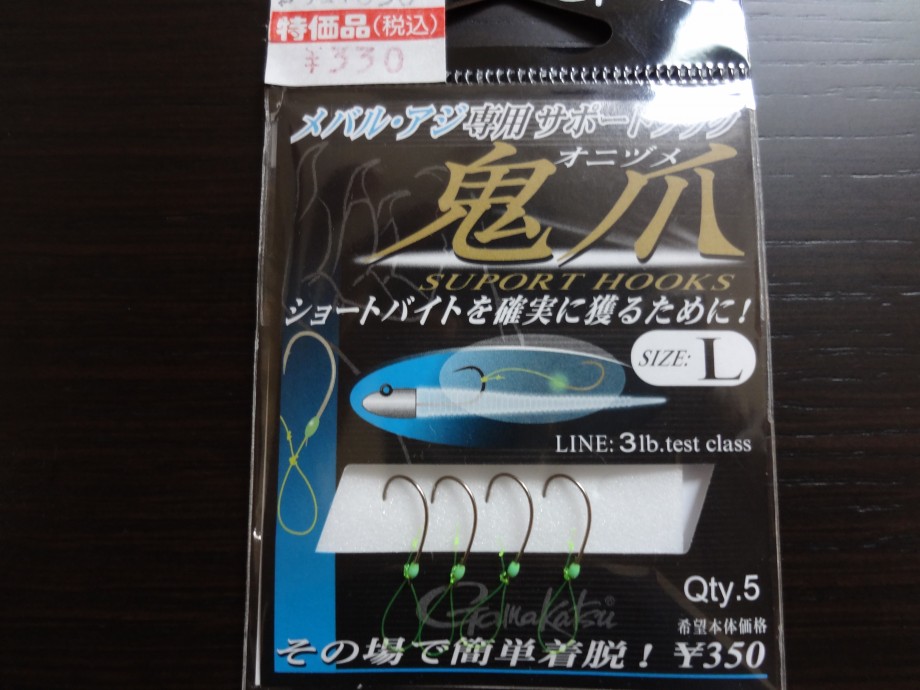 特価品(税込)
¥330
メバル・アジ専用サポートフック
オニヅメ
鬼爪
SUPORT HOOKS
ショートバイトを確実に獲るために!
SIZE: L
LINE: 3lb.test class
Qty.5
Gamakatsu
希望本体価格
その場で簡単着脱! ¥350